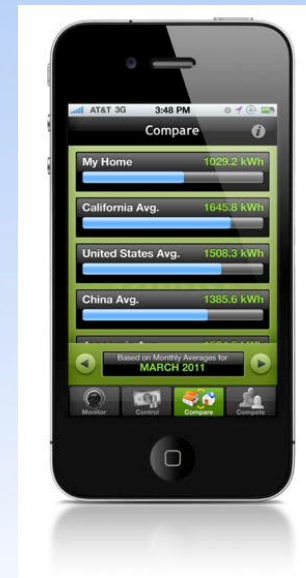 AT&T 3G 3:48 PM
Compare
My Home 1029.2 kWh
California Avg. 1645.8 kWh
United States Avg. 1508.3 kWh
China Avg. 1385.6 kWh
Based on Monthly Averages for
MARCH 2011
Monitor Control Compare Compete